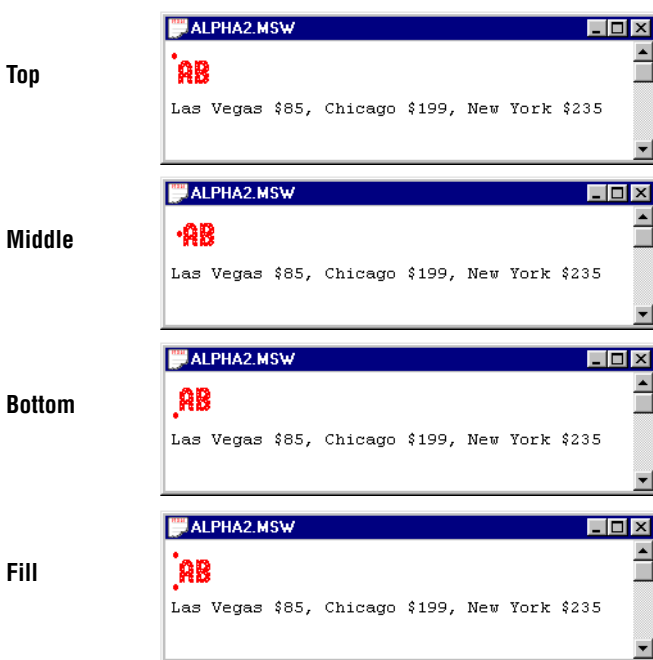 ALPHA2.MSW
Top
AB
Las Vegas $85, Chicago $199, New York $235
ALPHA2.MSW
Middle
AB
Las Vegas $85, Chicago $199, New York $235
ALPHA2.MSW
Bottom
AB
Las Vegas $85, Chicago $199, New York $235
ALPHA2.MSW
Fill
AB
Las Vegas $85, Chicago $199, New York $235